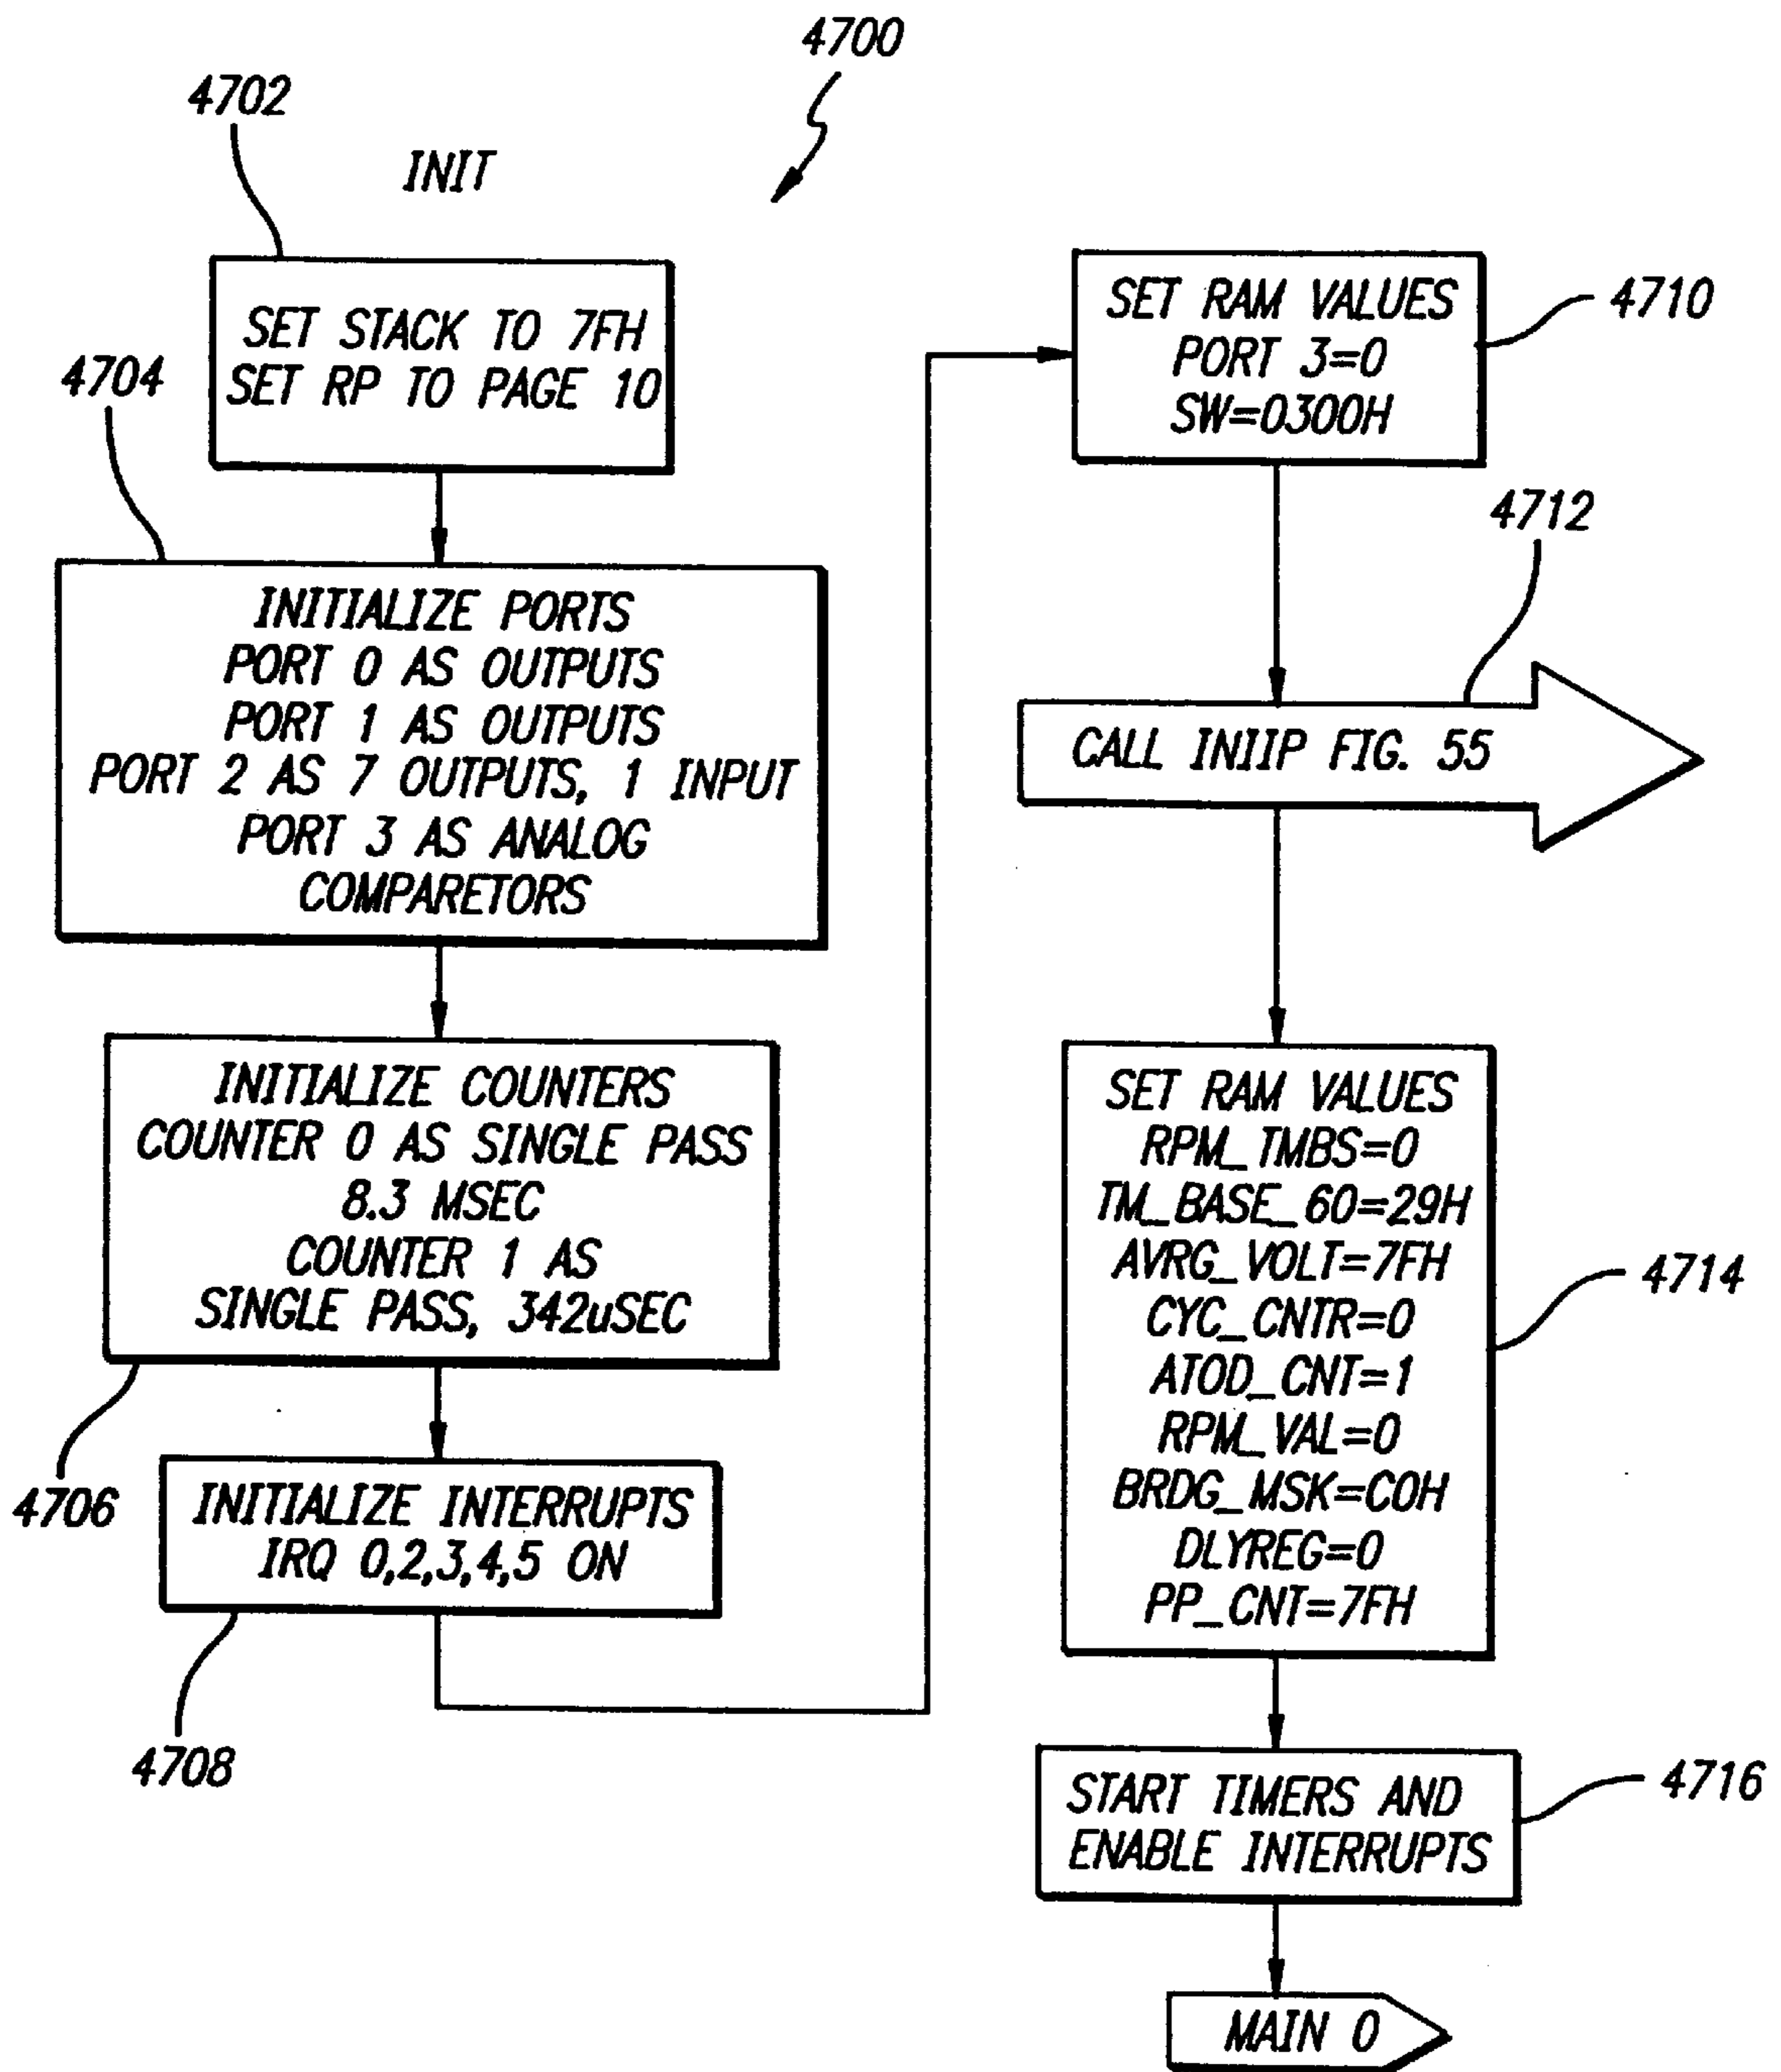 4700
4702
INIT
SET STACK TO 7FH
SET RP TO PAGE 10
4704
INITIALIZE PORTS
PORT 0 AS OUTPUTS
PORT 1 AS OUTPUTS
PORT 2 AS 7 OUTPUTS, 1 INPUT
PORT 3 AS ANALOG
COMPARETORS
INITIALIZE COUNTERS
COUNTER 0 AS SINGLE PASS
8.3 MSEC
COUNTER 1 AS
SINGLE PASS, 342uSEC
4706
INITIALIZE INTERRUPTS
IRQ 0,2,3,4,5 ON
4708
SET RAM VALUES
PORT 3=0
SW=0300H
4710
4712
CALL INIIP FIG. 55
SET RAM VALUES
RPM_TMBS=0
TM_BASE_60=29H
AVRG_VOLT=7FH
CYC_CNTR=0
ATOD_CNT=1
RPM_VAL=0
BRDG_MSK=C0H
DLYREG=0
PP_CNT=7FH
4714
START TIMERS AND
ENABLE INTERRUPTS
4716
MAIN 0